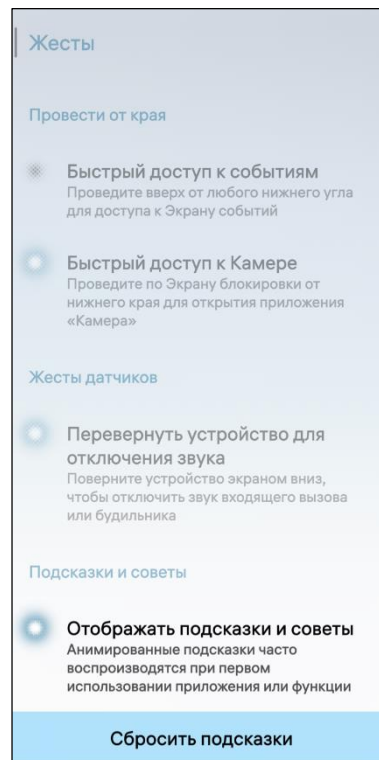 Жесты
Провести от края
Быстрый доступ к событиям
Проведите вверх от любого нижнего угла
для доступа к Экрану событий
Быстрый доступ к Камере
Проведите по Экрану блокировки от
нижнего края для открытия приложения
«Камера»
Жесты датчиков
Перевернуть устройство для
отключения звука
Поверните устройство экраном вниз,
чтобы отключить звук входящего вызова
или будильника
Подсказки и советы
Отображать подсказки и советы
Анимированные подсказки часто
воспроизводятся при первом
использовании приложения или функции
Сбросить подсказки